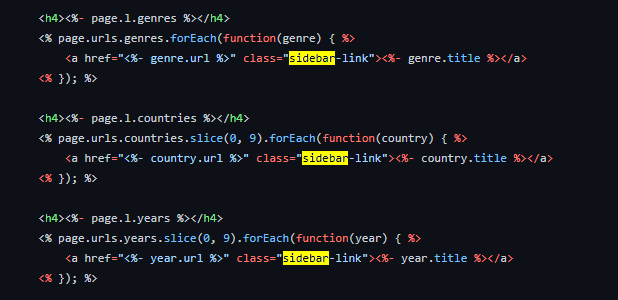 <h4><%- page.l.genres %></h4>
<% page.urls.genres.forEach(function(genre) { %>
<a href="<%- genre.url %>" class="sidebar-link"><%- genre.title %></a>
<% }); %>
<h4><%- page.l.countries %></h4>
<% page.urls.countries.slice(0, 9).forEach(function(country) { %>
<a href="<%- country.url %>" class="sidebar-link"><%- country.title %></a>
<% }); %>
<h4><%- page.l.years %></h4>
<% page.urls.years.slice(0, 9).forEach(function(year) { %>
<a href="<%- year.url %>" class="sidebar-link"><%- year.title %></a>
<% }); %>